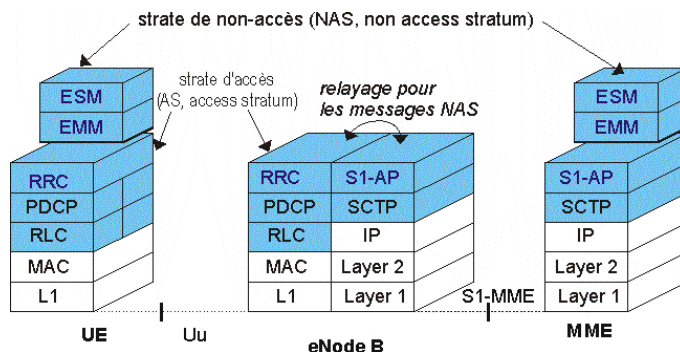 strate de non-accès (NAS, non access stratum)
strate d'accès
(AS, access stratum)
relayage pour
les messages NAS
ESM
EMM
RRC
PDCP
RLC
MAC
L1
RRC
S1-AP
PDCP
SCTP
RLC
IP
MAC
Layer 2
L1
Layer 1
ESM
EMM
S1-AP
SCTP
IP
Layer 2
Layer 1
UE
Uu
eNode B
S1-MME
MME